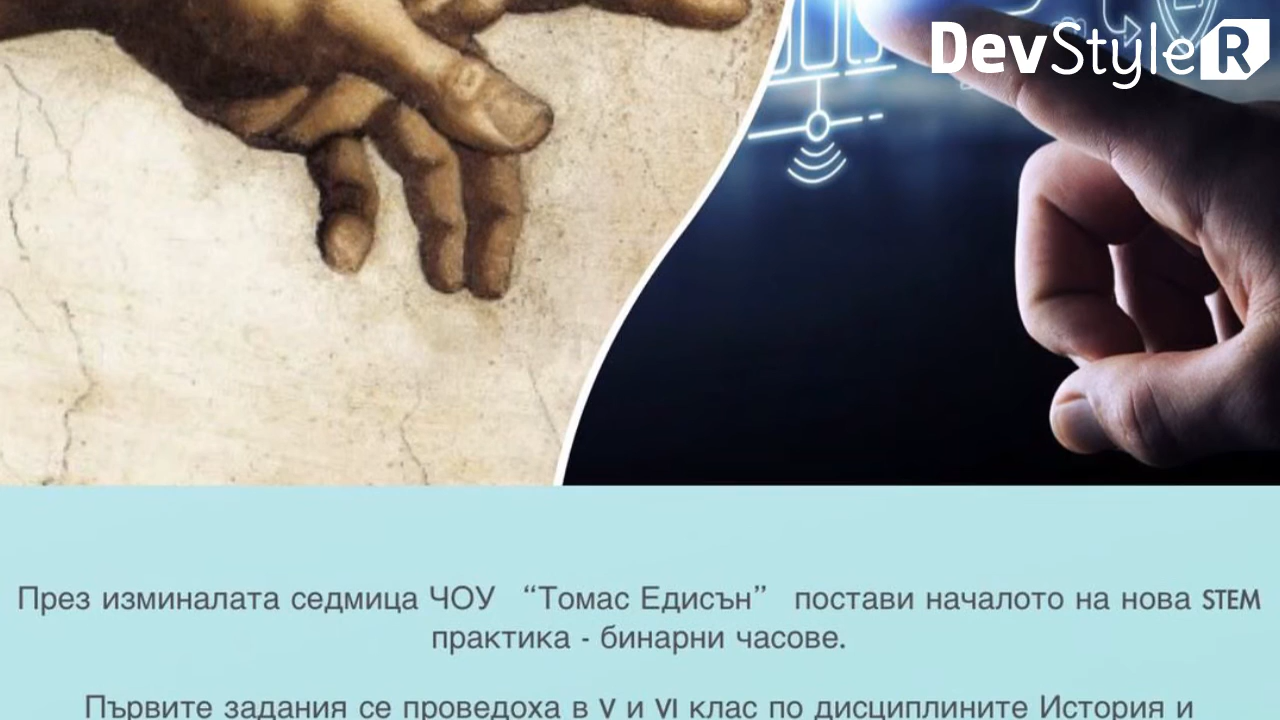 DevStyleR
През изминалата седмица ЧОУ “Томас Едисън” постави началото на нова STEM
практика - бинарни часове.
Първите задания се проведоха в V и VI клас по дисциплините История и